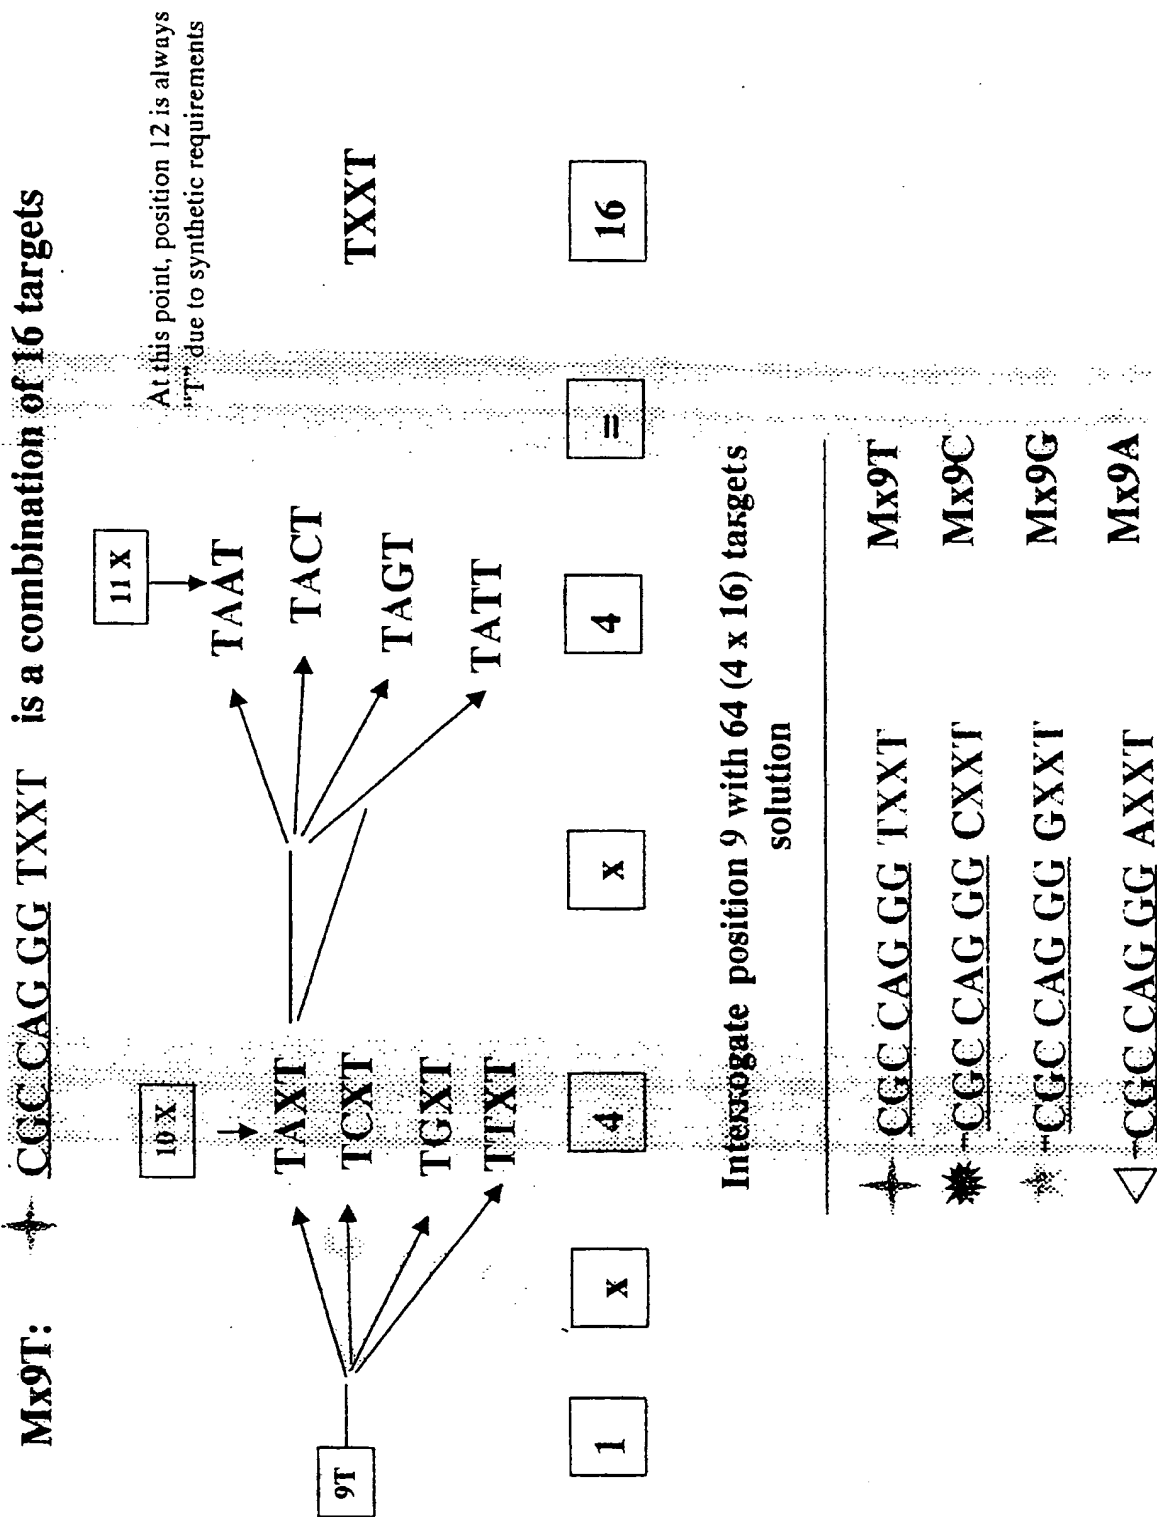 Mx9T: CGC CAG GG TXXT is a combination of 16 targets
At this point, position 12 is always
"T" due to synthetic requirements
10 X
11 X
9T
TAXT
TCXT
TGXT
TTXT
TAAT
TACT
TAGT
TATT
TXXT
1 x 4 x 4 = 16
Interrogate position 9 with 64 (4 x 16) targets
solution
CGC CAG GG TXXT Mx9T
CGC CAG GG CXXT Mx9C
CGC CAG GG GXXT Mx9G
CGC CAG GG AXXT Mx9A